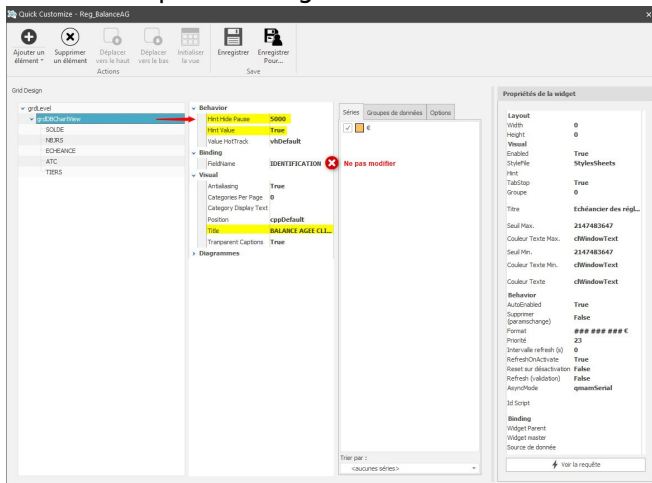 Quick Customize - Reg_BalanceAG
Ajouter un élément
Supprimer un élément
Déplacer vers le haut
Déplacer vers le bas
Initialiser la vue
Enregistrer
Enregistrer Pour...
Actions
Save
Grid Design
grdLevel
grdDBChartView
SOLDE
NBJRS
ECHEANCE
ATC
TIERS
Behavior
Hint Hide Pause 5000
Hint Value True
Value HotTrack vhDefault
Binding
FieldName IDENTIFICATION
Visual
Antialiasing True
Categories Per Page 0
Category Display Text
Position cppDefault
Title BALANCE AGEE CLI...
Tranparent Captions True
Diagrammes
Séries Groupes de données Options
€
Ne pas modifier
Trier par :
<aucunes séries>
Propriétés de la widget
Layout
Width 0
Height 0
Visual
Enabled True
StyleFile StylesSheets
Hint
TabStop True
Groupe 0
Titre Echéancier des régl...
Seuil Max. 2147483647
Couleur Texte Max. clWindowText
Seuil Min. 2147483647
Couleur Texte Min. clWindowText
Couleur Texte clWindowText
Behavior
AutoEnabled True
Supprimer (paramschange) False
Format ### ### ### €
Priorité 23
Intervalle refresh (s) 0
RefreshOnActivate True
Reset sur désactivation False
Refresh (validation) False
AsyncMode qmamSerial
Id Script
Binding
Widget Parent
Widget master
Source de donnée
Voir la requête